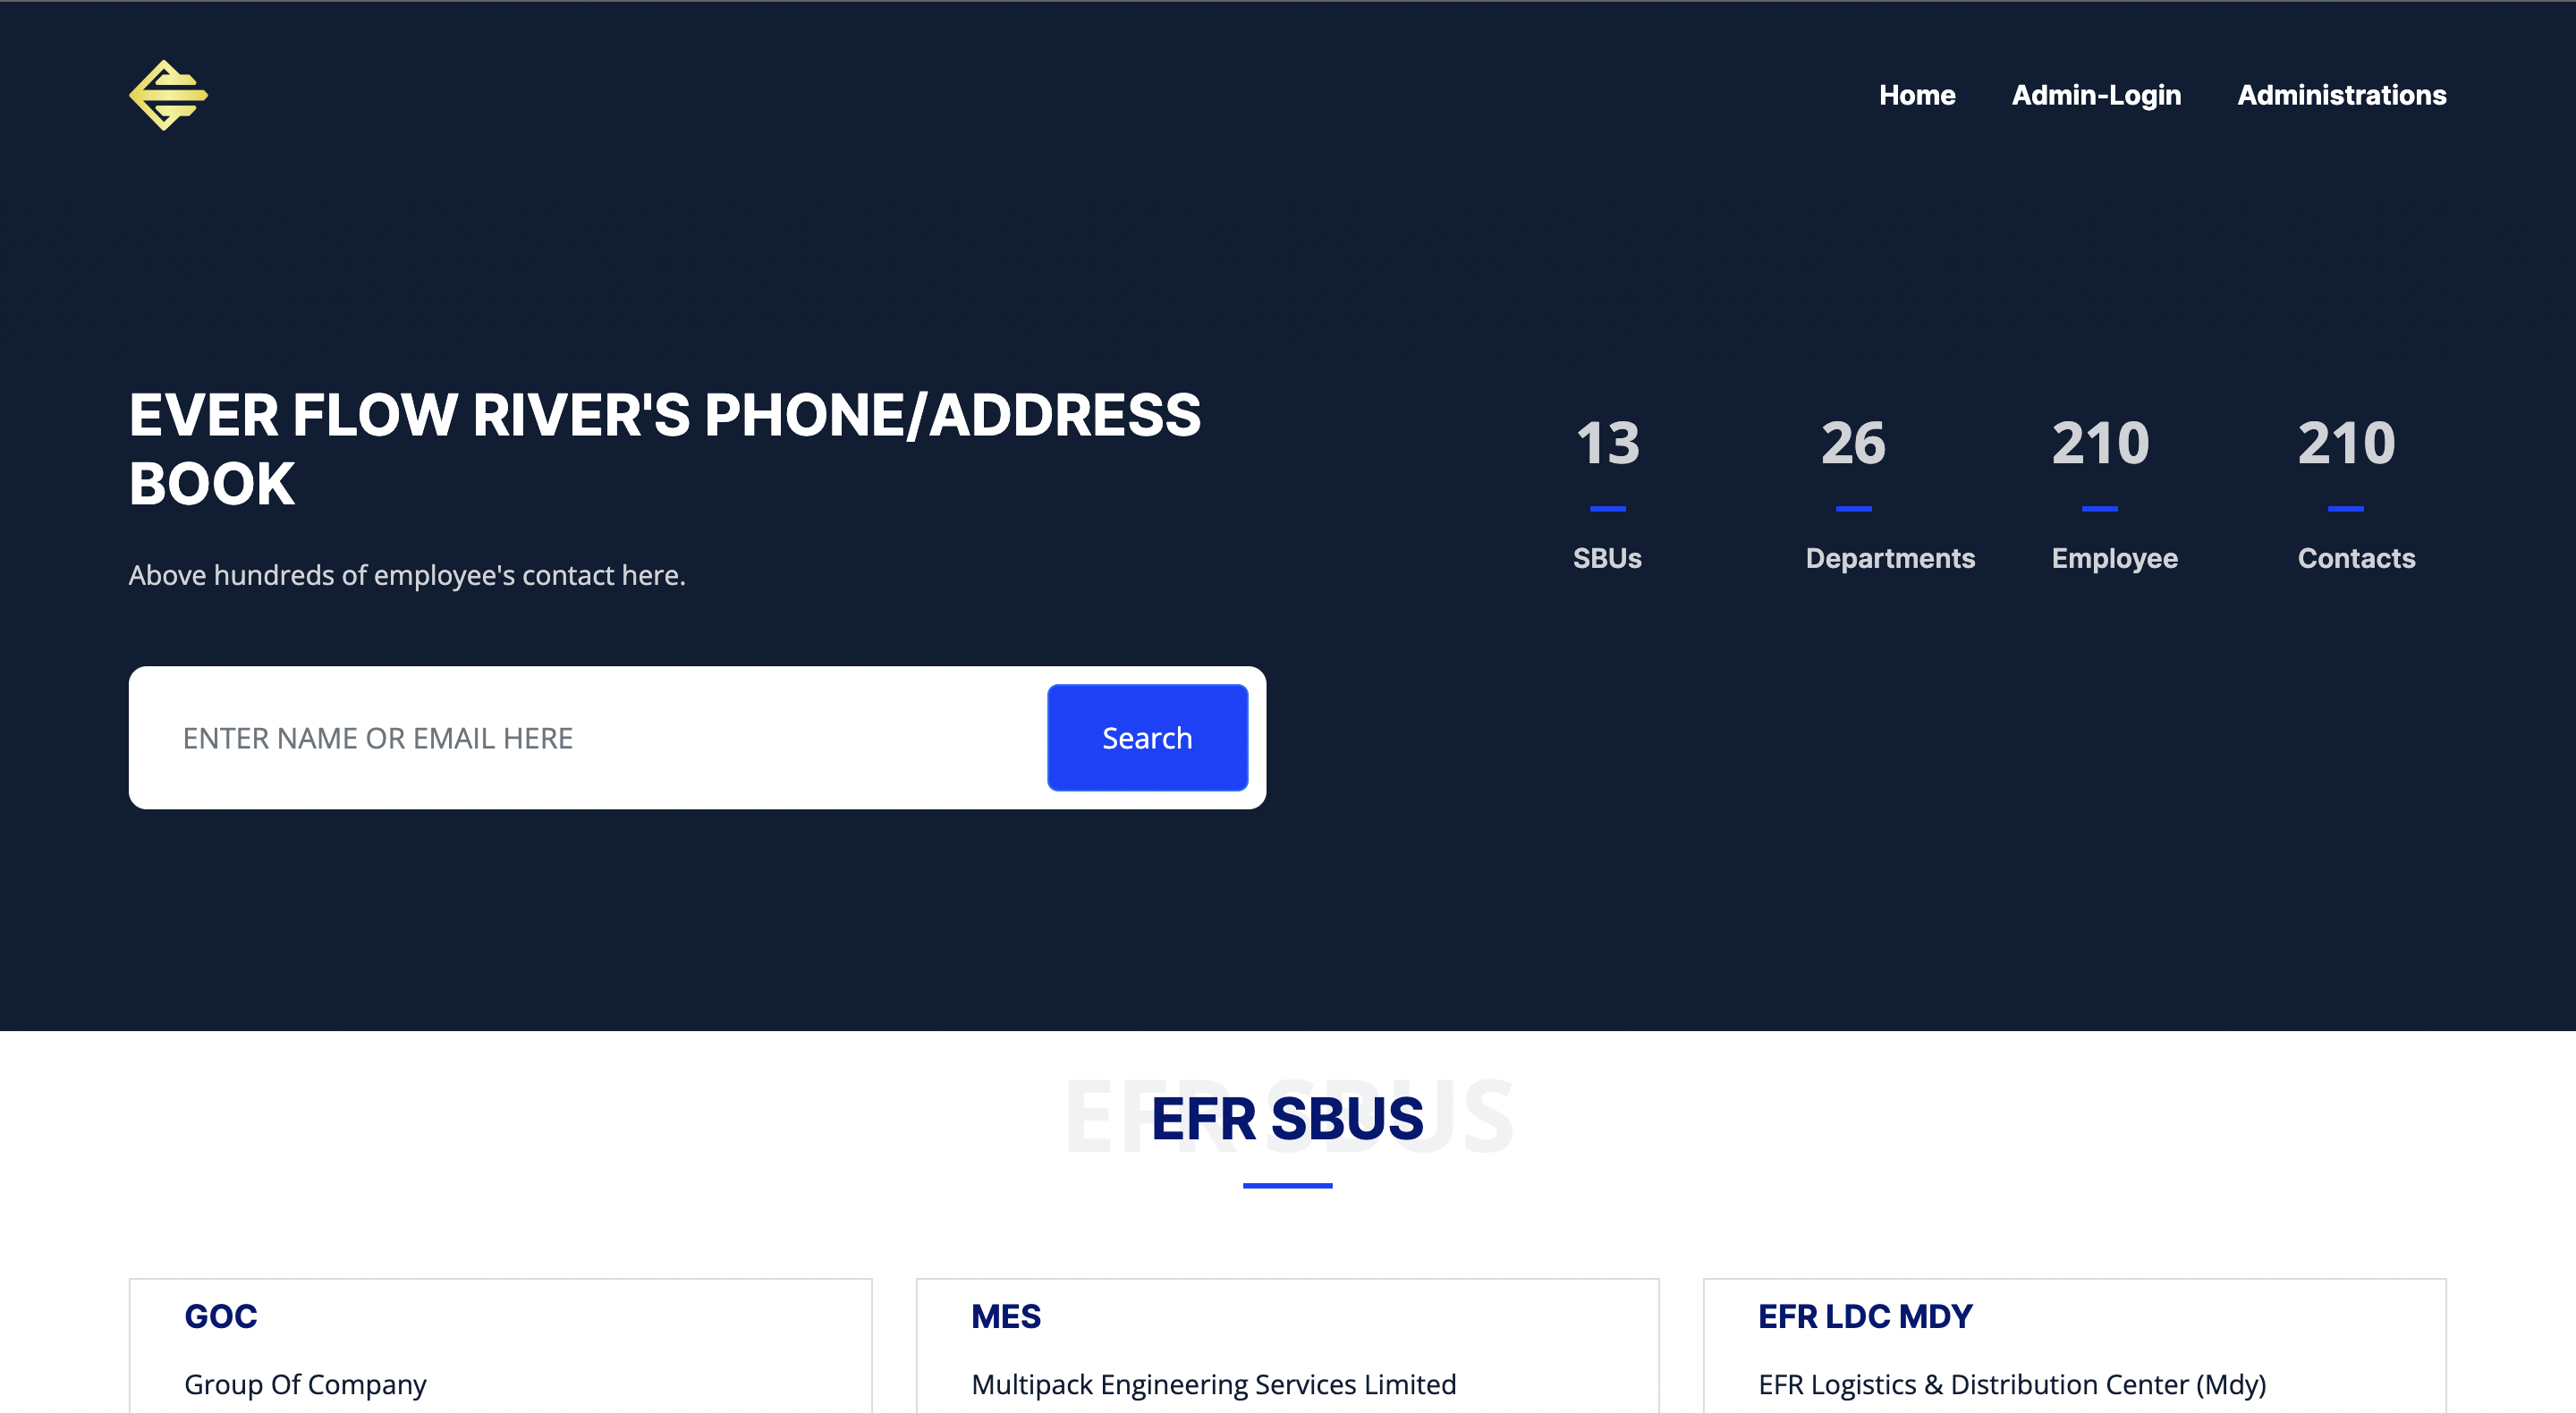 Home Admin-Login Administrations
EVER FLOW RIVER'S PHONE/ADDRESS
BOOK
Above hundreds of employee's contact here.
ENTER NAME OR EMAIL HERE
Search
13 26 210 210
SBUs Departments Employee Contacts
EFR SBUS
EFR SBUS
GOC
Group Of Company
MES
Multipack Engineering Services Limited
EFR LDC MDY
EFR Logistics & Distribution Center (Mdy)